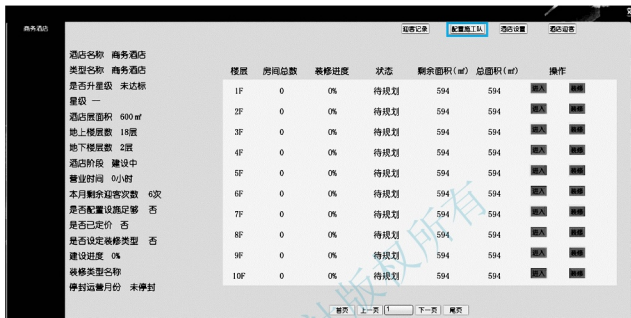 商务酒店
迎客记录 配置施工队 酒店设置 酒店迎客
酒店名称 商务酒店
类型名称 商务酒店
是否升星级 未达标
星级 一
酒店层面积 600㎡
地上楼层数 18层
地下楼层数 2层
酒店阶段 建设中
营业时间 0小时
本月剩余迎客次数 6次
是否配置设施足够 否
是否已定价 否
是否设定装修类型 否
建设进度 0%
装修类型名称
停封运营月份 未停封
楼层 房间总数 装修进度 状态 剩余面积(㎡) 总面积(㎡) 操作
1F 0 0% 待规划 594 594 进入 装修
2F 0 0% 待规划 594 594 进入 装修
3F 0 0% 待规划 594 594 进入 装修
4F 0 0% 待规划 594 594 进入 装修
5F 0 0% 待规划 594 594 进入 装修
6F 0 0% 待规划 594 594 进入 装修
7F 0 0% 待规划 594 594 进入 装修
8F 0 0% 待规划 594 594 进入 装修
9F 0 0% 待规划 594 594 进入 装修
10F 0 0% 待规划 594 594 进入 装修
首页 上一页 1 下一页 尾页
社版权所有